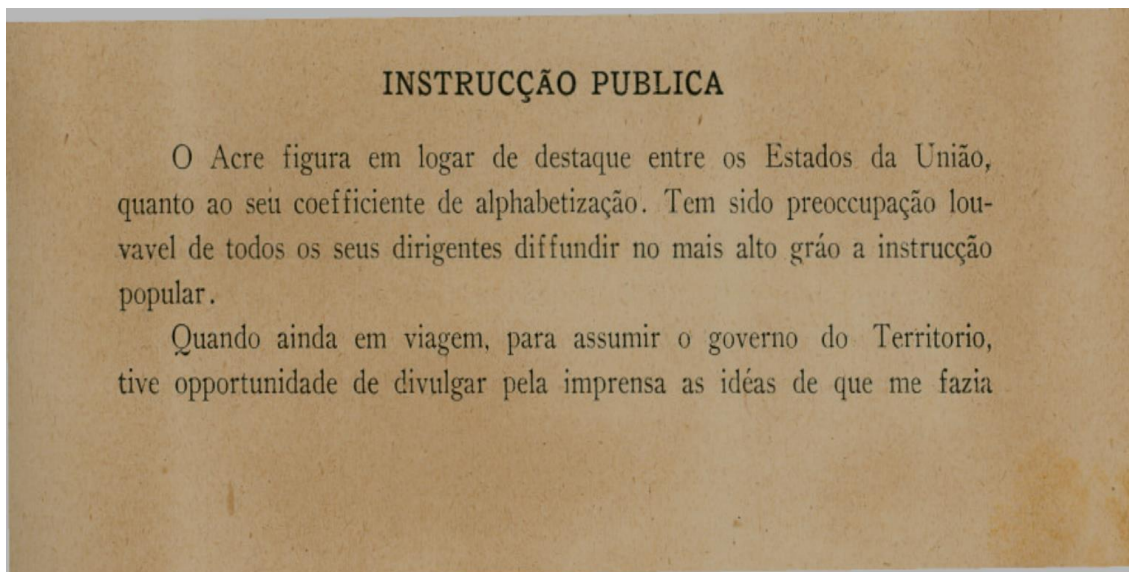 INSTRUCÇÃO PUBLICA
O Acre figura em logar de destaque entre os Estados da União,
quanto ao seu coefficiente de alphabetização. Tem sido preoccupação lou-
vavel de todos os seus dirigentes diffundir no mais alto gráo a instrucção
popular.
Quando ainda em viagem, para assumir o governo do Territorio,
tive opportunidade de divulgar pela imprensa as idéas de que me fazia